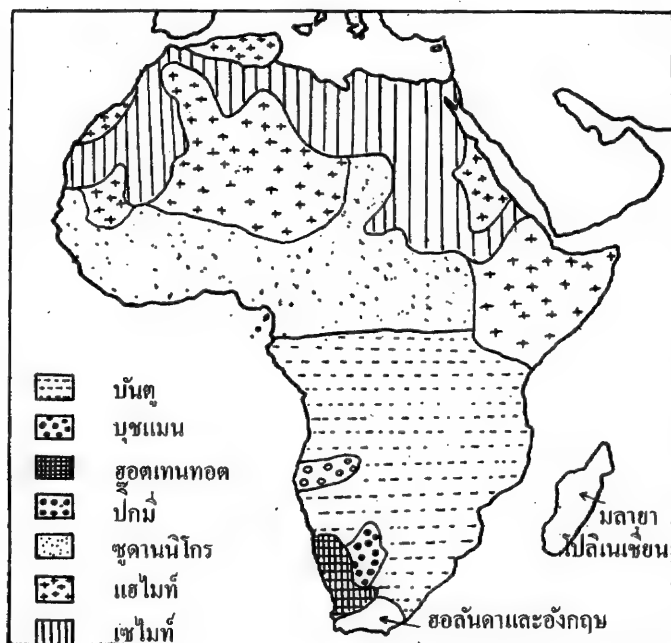 บันตู
บุชแมน
ฮอตเทนทอต
ปิ๊กมี่
ซูดานนิโกร
แฮไมท์
เซไมท์
มลายา
โปลิเนเซี่ยน
ฮอลันดาและอังกฤษ